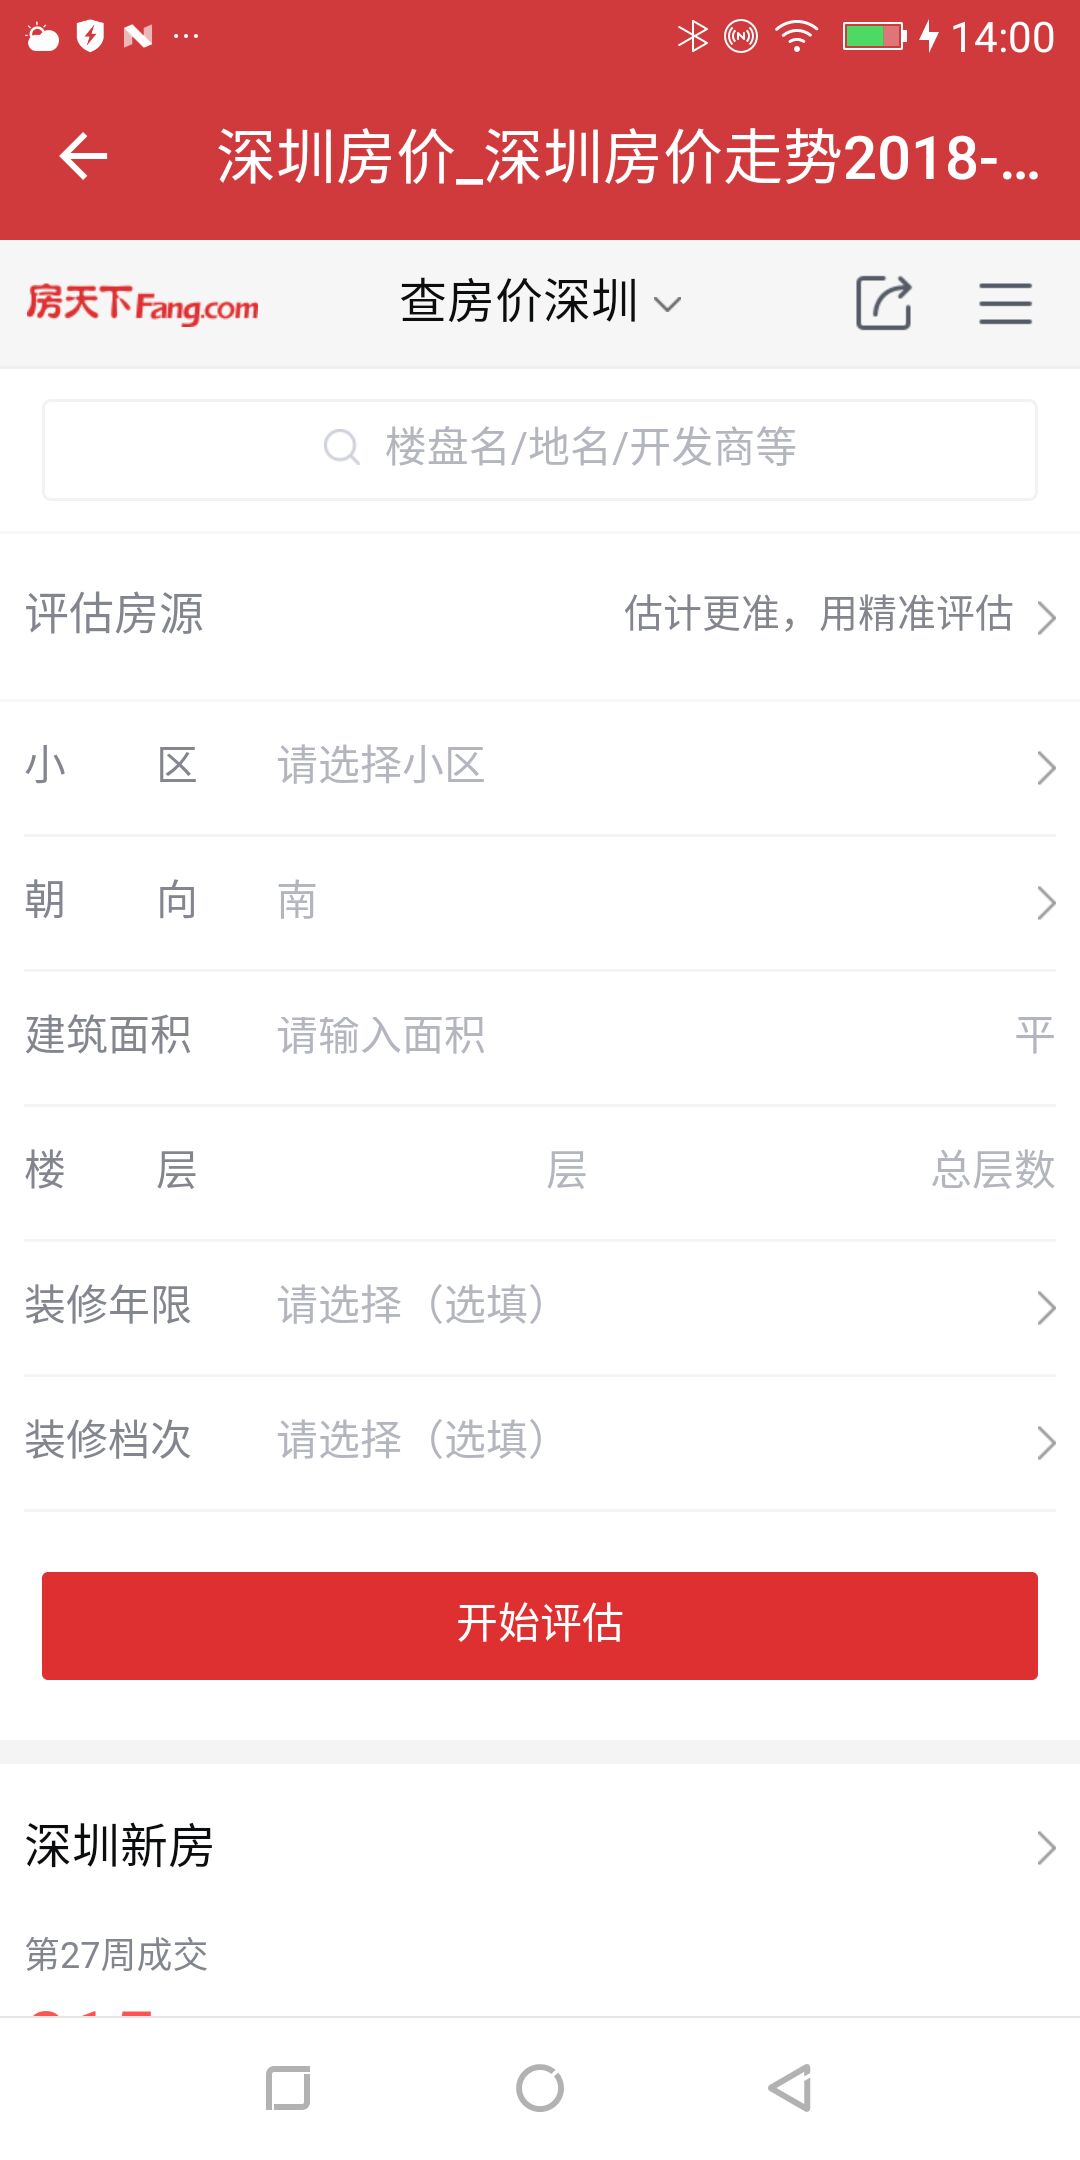 14:00
深圳房价_深圳房价走势2018-...
房天下Fang.com
查房价深圳
楼盘名/地名/开发商等
评估房源 估计更准，用精准评估
小 区 请选择小区
朝 向 南
建筑面积 请输入面积 平
楼 层 层 总层数
装修年限 请选择（选填）
装修档次 请选择（选填）
开始评估
深圳新房
第27周成交